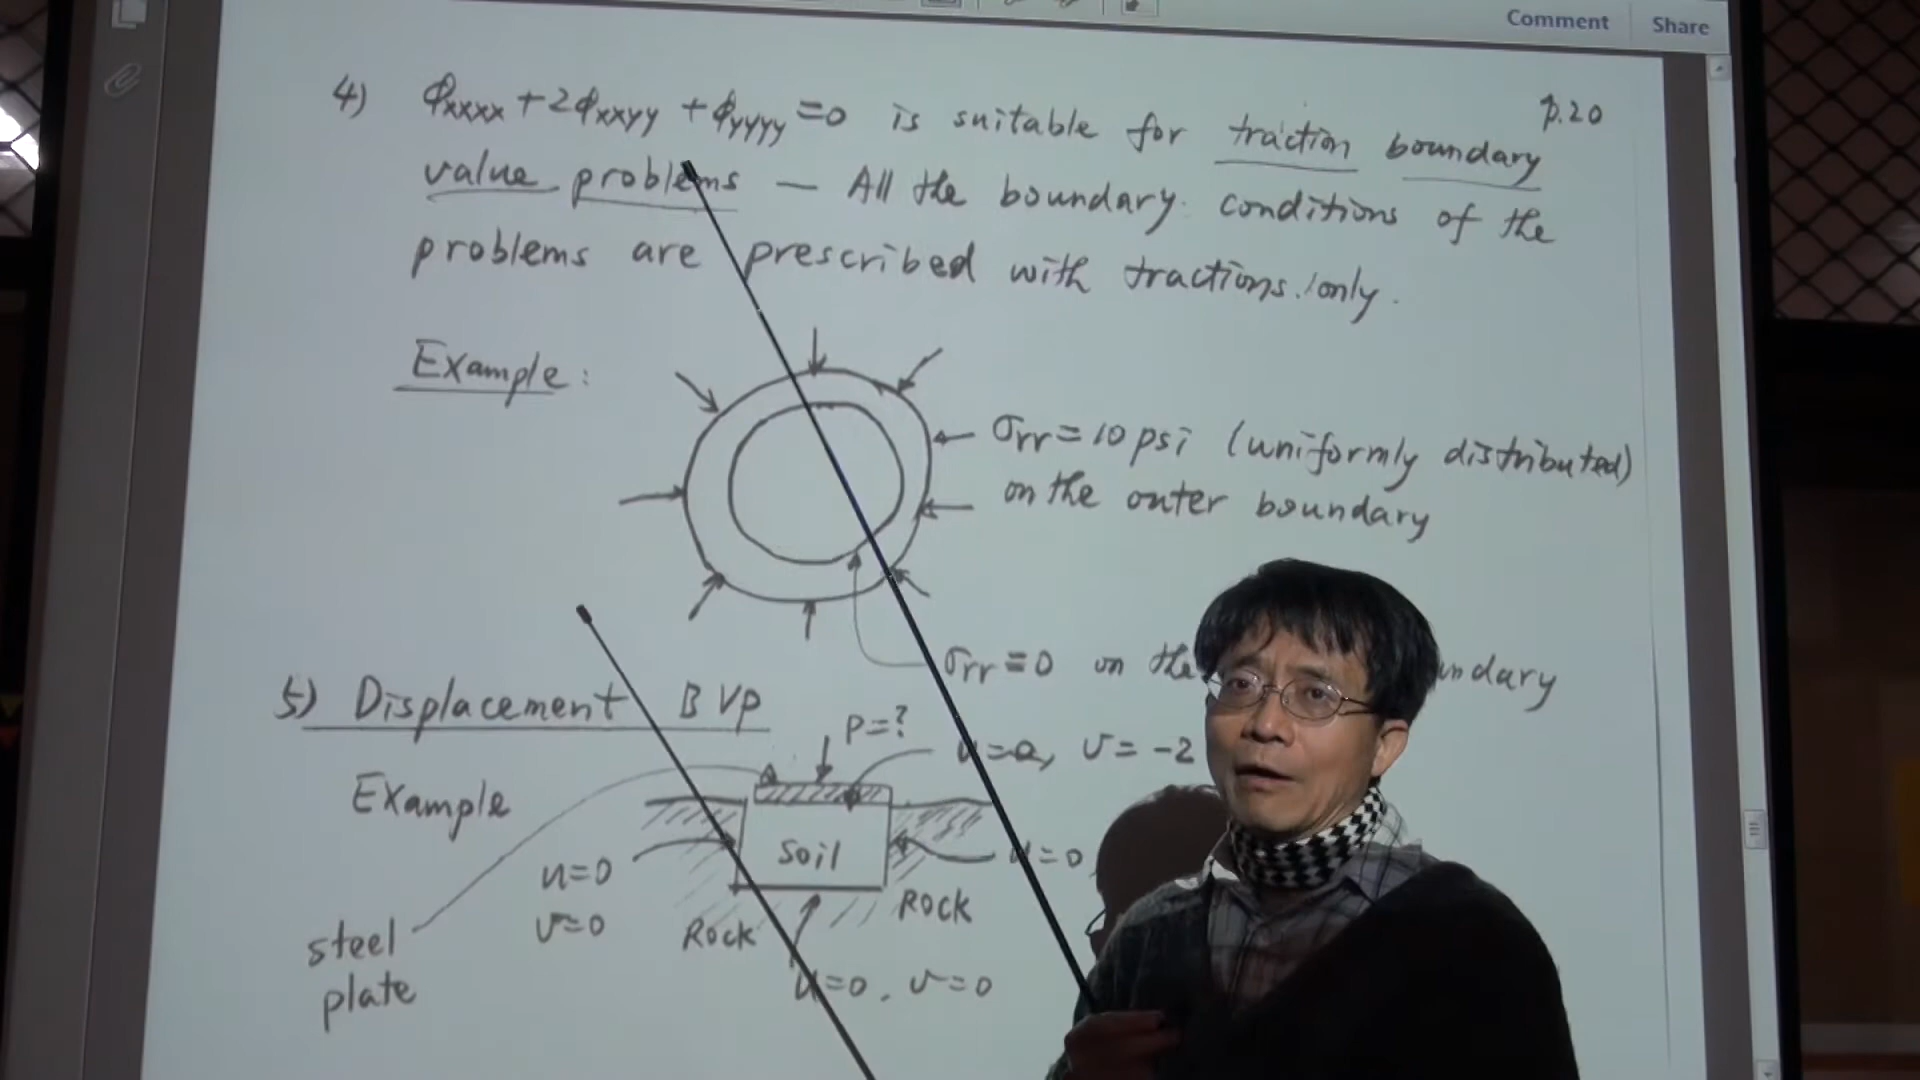 Comment Share
p.20
4) ϕxxxx + 2ϕxxyy + ϕyyyy = 0 is suitable for traction boundary
value problems — All the boundary conditions of the
problems are prescribed with tractions only.
Example:
σrr = 10 psi (uniformly distributed)
on the outer boundary
σrr = 0 on the
5) Displacement BVP
P=?
u=0, v=-2
Example
soil
u=0
u=0
v=0
Rock
Rock
steel
plate
u=0, v=0